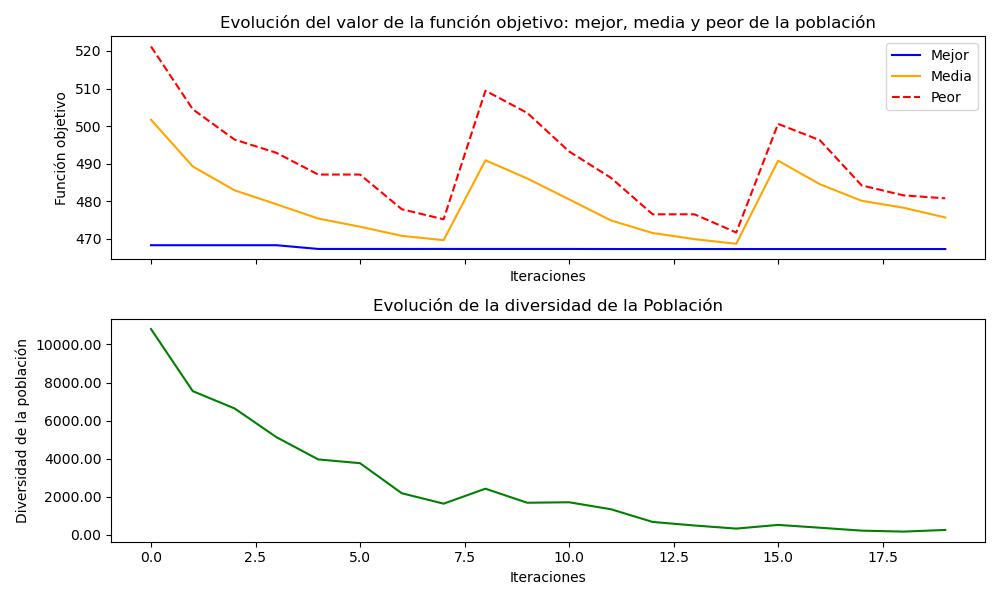 Evolución del valor de la función objetivo: mejor, media y peor de la población
520
510
500
490
480
470
Función objetivo
Mejor
Media
Peor
Iteraciones
Evolución de la diversidad de la Población
10000.00
8000.00
6000.00
4000.00
2000.00
0.00
Diversidad de la población
0.0 2.5 5.0 7.5 10.0 12.5 15.0 17.5
Iteraciones